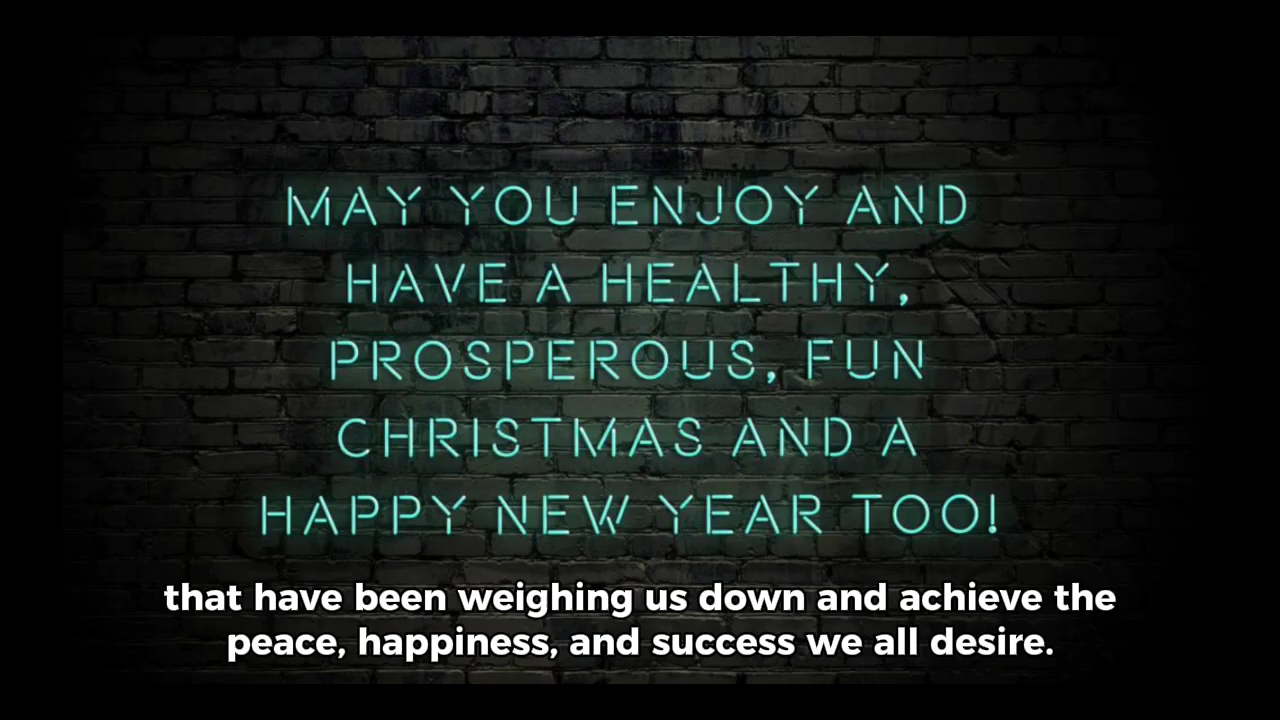 MAY YOU ENJOY AND
HAVE A HEALTHY,
PROSPEROUS, FUN
CHRISTMAS AND A
HAPPY NEW YEAR TOO!
that have been weighing us down and achieve the
peace, happiness, and success we all desire.